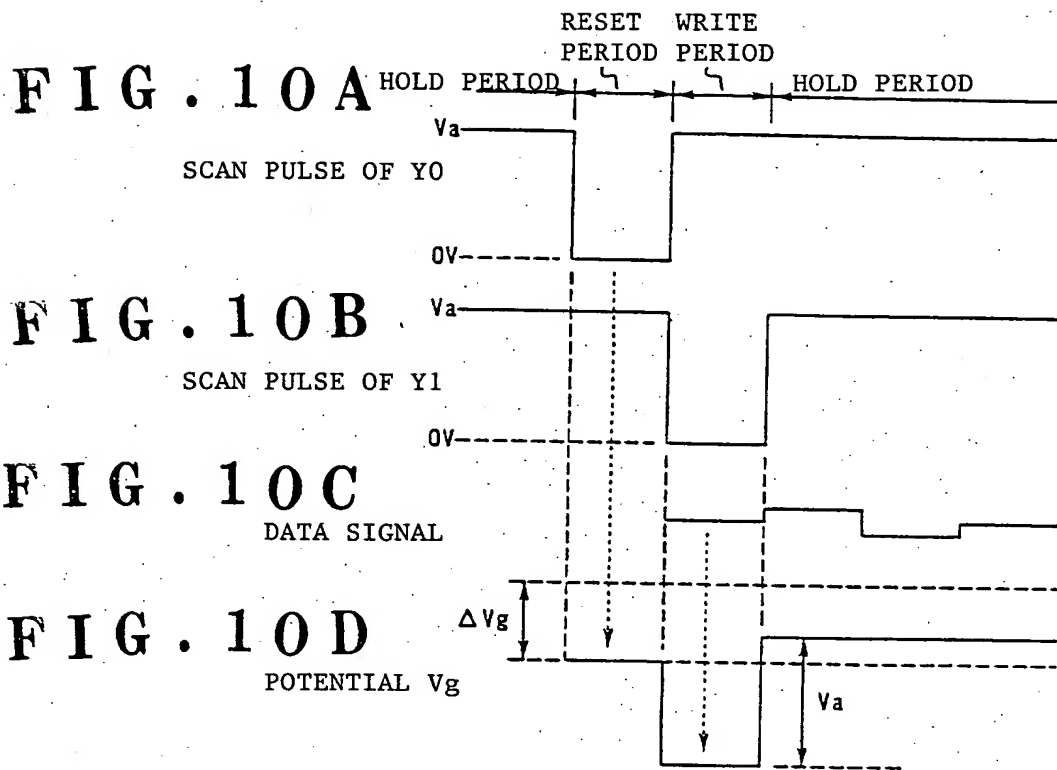 RESET WRITE
PERIOD PERIOD
FIG.10A HOLD PERIOD HOLD PERIOD
Va
SCAN PULSE OF Y0
0V
FIG.10B Va
SCAN PULSE OF Y1
0V
FIG.10C
DATA SIGNAL
ΔVg
FIG.10D
POTENTIAL Vg
Va